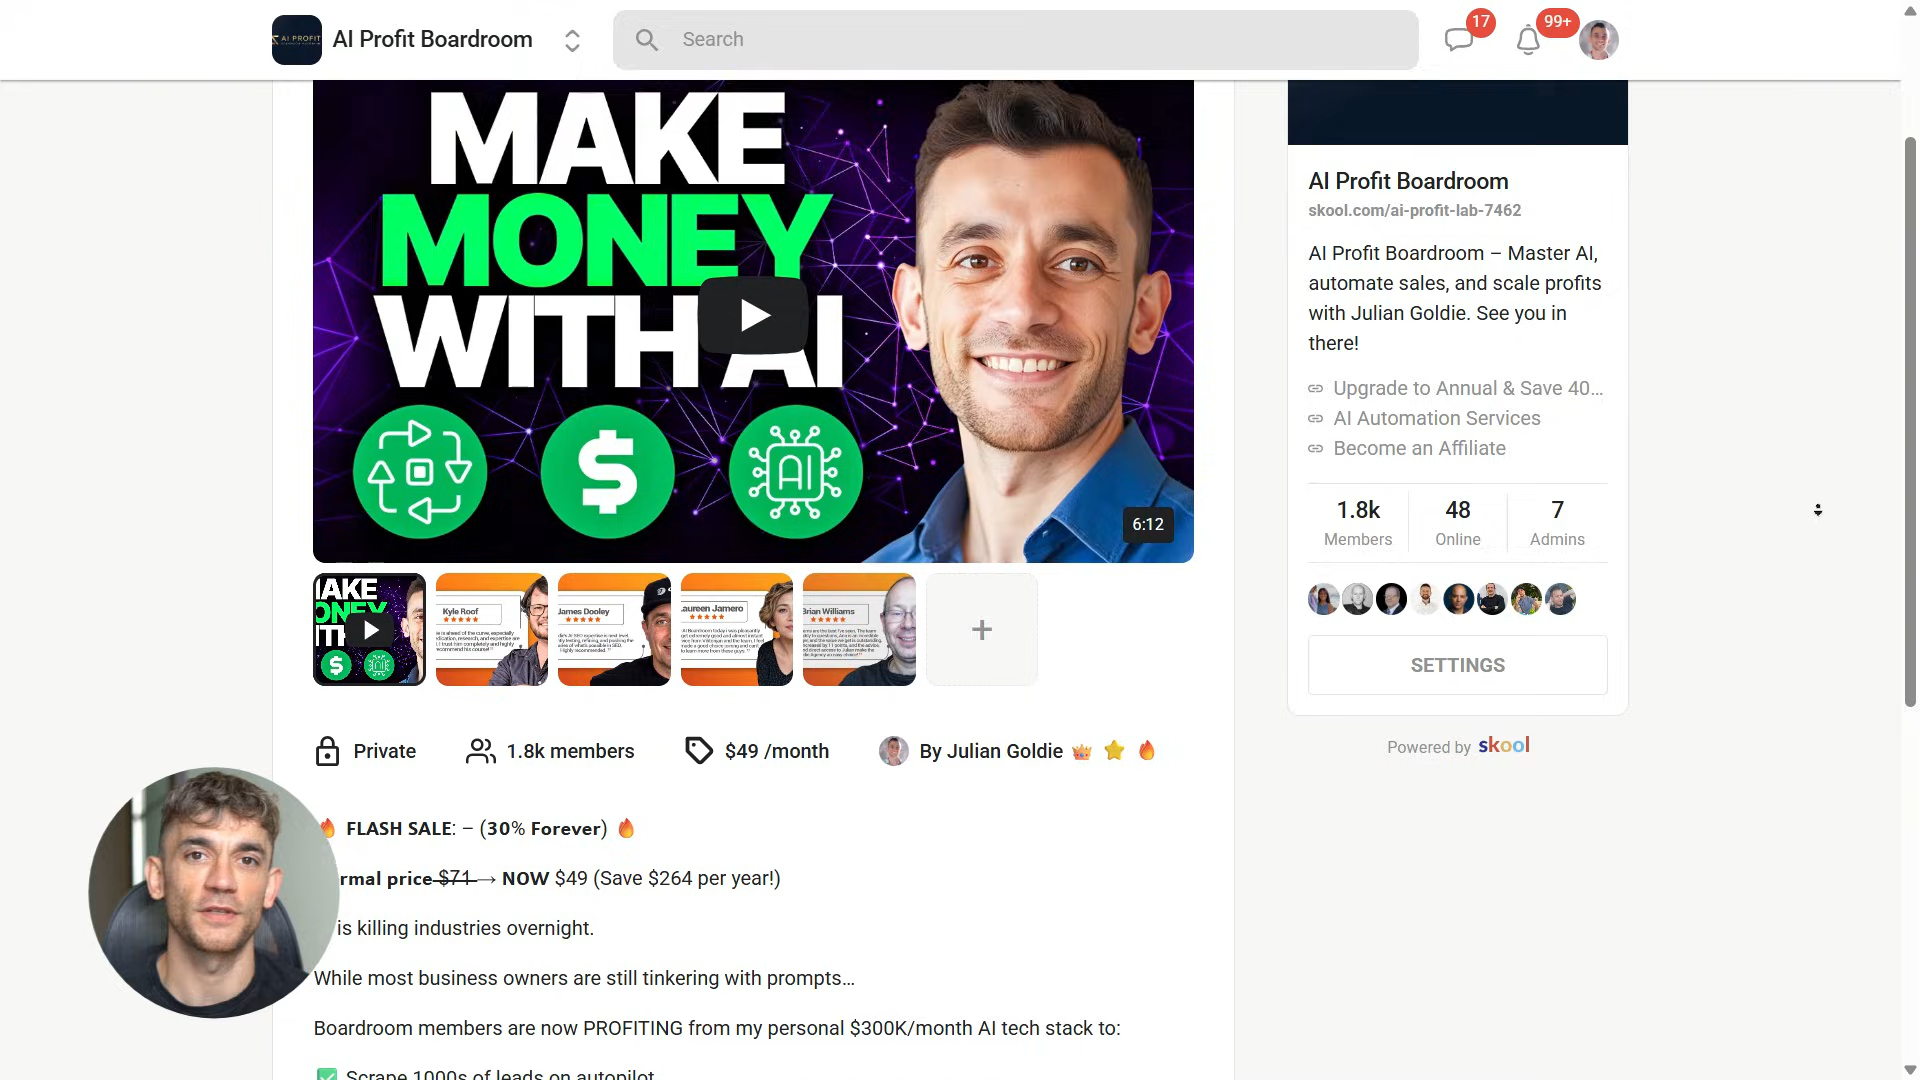 AI PROFIT
AI Profit Boardroom
Search
17
99+
MAKE
MONEY
WITH AI
$
AI
6:12
Kyle Roof
James Dooley
aureen Jamero
Brian Williams
Private
1.8k members
$49 /month
By Julian Goldie 👑 ⭐ 🔥
🔥 FLASH SALE: – (30% Forever) 🔥
rmal price $71 → NOW $49 (Save $264 per year!)
is killing industries overnight.
While most business owners are still tinkering with prompts...
Boardroom members are now PROFITING from my personal $300K/month AI tech stack to:
✅ Scrape 1000s of leads on autopilot
AI Profit Boardroom
skool.com/ai-profit-lab-7462
AI Profit Boardroom – Master AI,
automate sales, and scale profits
with Julian Goldie. See you in
there!
Upgrade to Annual & Save 40...
AI Automation Services
Become an Affiliate
1.8k
Members
48
Online
7
Admins
SETTINGS
Powered by skool